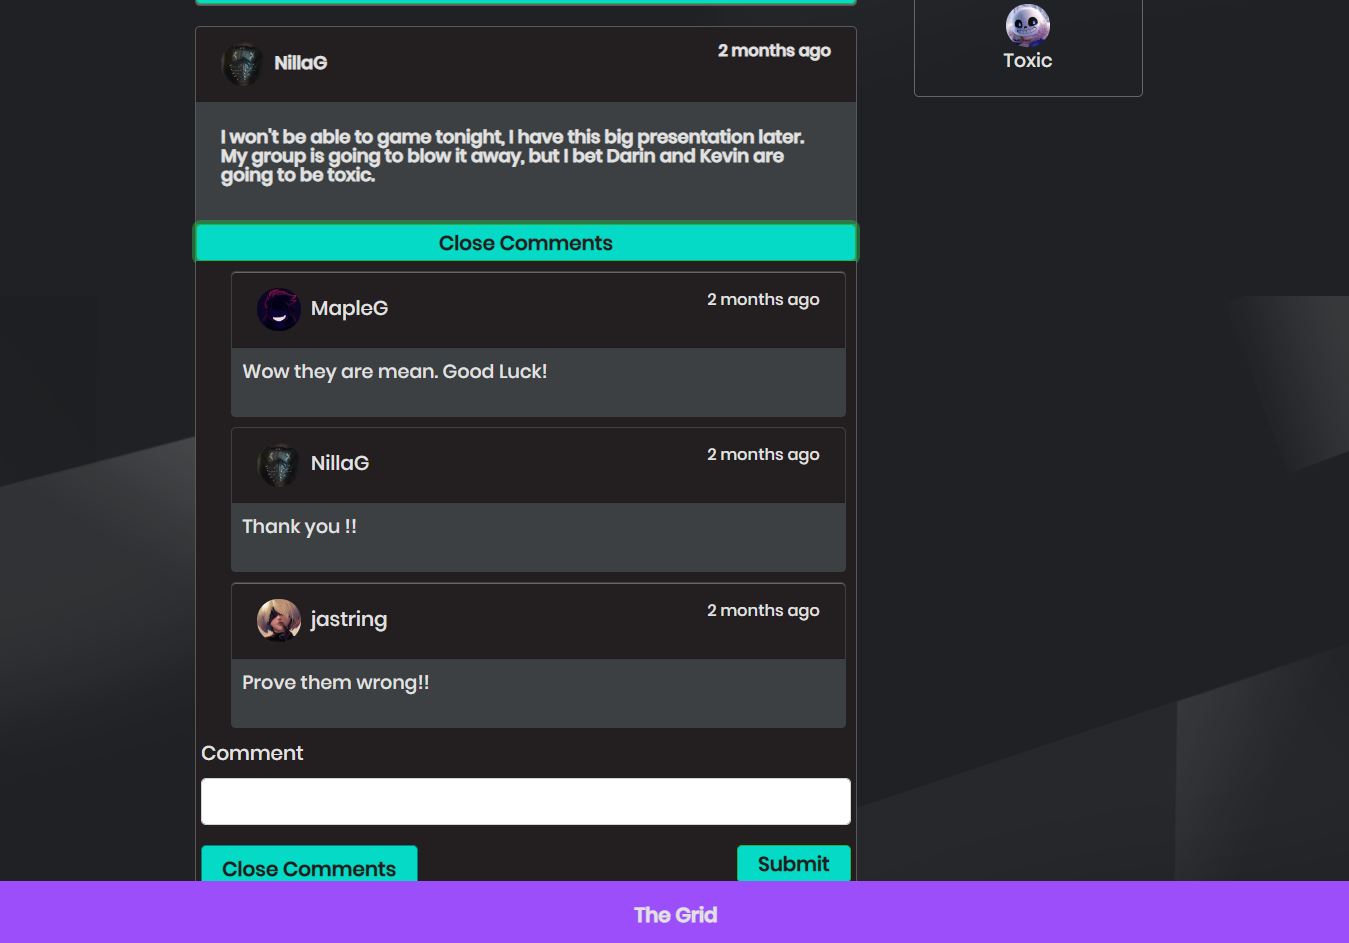 Toxic
NillaG
2 months ago
I won't be able to game tonight, I have this big presentation later.
My group is going to blow it away, but I bet Darin and Kevin are
going to be toxic.
Close Comments
MapleG
2 months ago
Wow they are mean. Good Luck!
NillaG
2 months ago
Thank you !!
jastring
2 months ago
Prove them wrong!!
Comment
Close Comments
Submit
The Grid